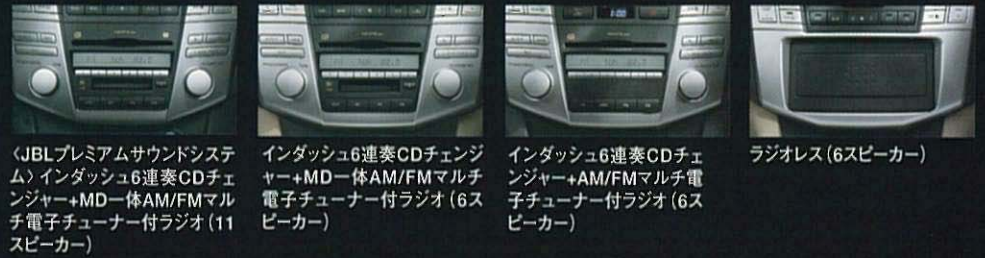 〈JBLプレミアムサウンドシステ
ム〉インダッシュ6連奏CDチェ
ンジャー+MD一体AM/FMマル
チ電子チューナー付ラジオ(11
スピーカー)
インダッシュ6連奏CDチェンジ
ャー+MD一体AM/FMマルチ
電子チューナー付ラジオ(6ス
ピーカー)
インダッシュ6連奏CDチェ
ンジャー+AM/FMマルチ電
子チューナー付ラジオ(6ス
ピーカー)
ラジオレス(6スピーカー)